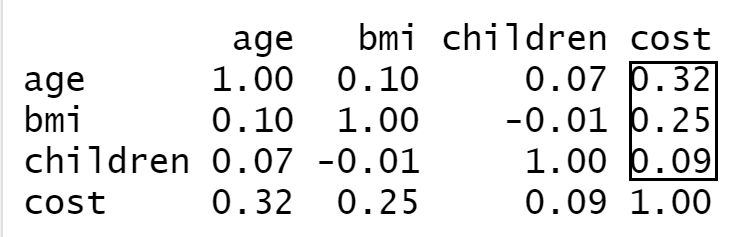 age bmi children cost
age 1.00 0.10 0.07 0.32
bmi 0.10 1.00 -0.01 0.25
children 0.07 -0.01 1.00 0.09
cost 0.32 0.25 0.09 1.00